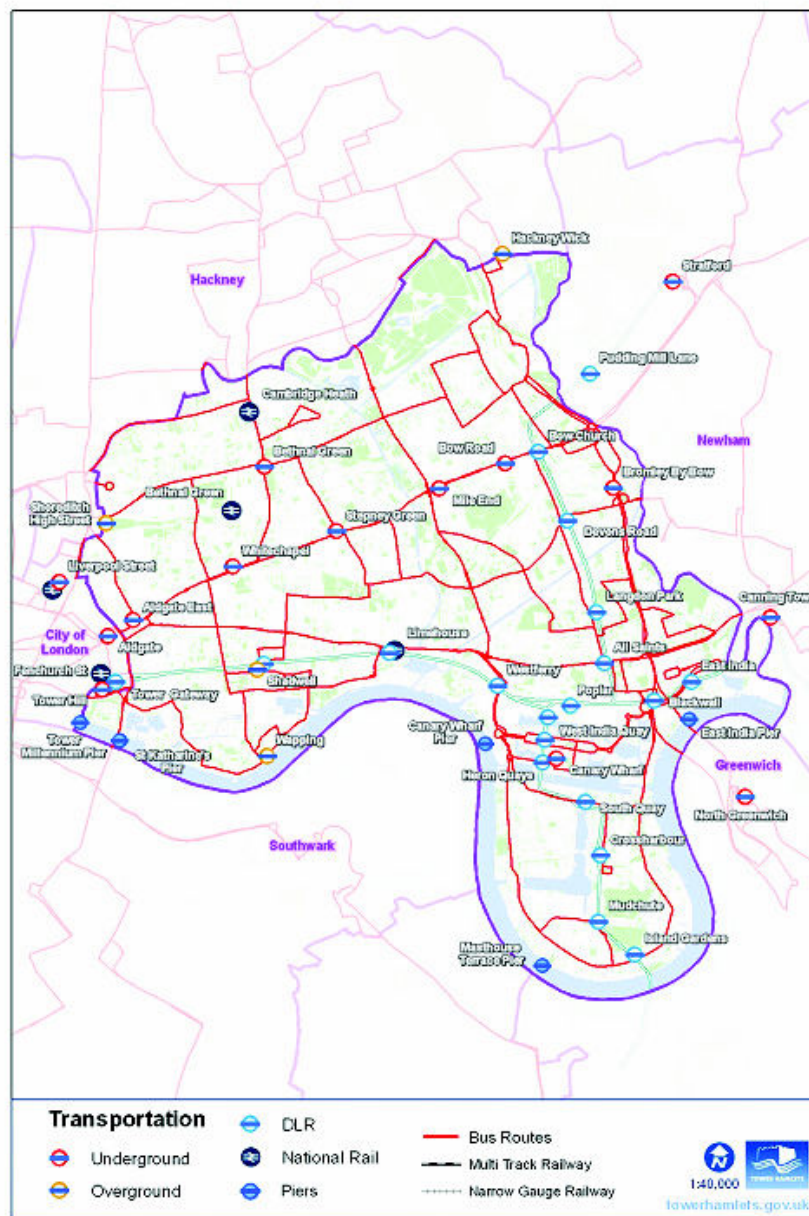 Hackney Wick
Stratford
Hackney
Pudding Mill Lane
Cambridge Heath
Newham
Bow Church
Bow Road
Bethnal Green
Bromley By Bow
Bethnal Green
Mile End
Shoreditch
High Street
Stepney Green
Devons Road
Whitechapel
Liverpool Street
Langdon Park
Canning Tow
Aldgate East
City of
London
Aldgate
Limehouse
All Saints
Fenchurch St
Shadwell
Westferry
East India
Tower Hill
Tower Gateway
Poplar
Blackwall
Tower
Millennium Pier
St Katharine's
Pier
Wapping
Canary Wharf
Pier
West India Quay
East India Pier
Heron Quays
Canary Wharf
Greenwich
South Quay
North Greenwich
Southwark
Crossharbour
Mudchute
Masthouse
Terrace Pier
Island Gardens
Transportation
Underground
Overground
DLR
National Rail
Piers
Bus Routes
Multi Track Railway
Narrow Gauge Railway
N
1:40,000
TOWER HAMLETS
towerhamlets.gov.uk